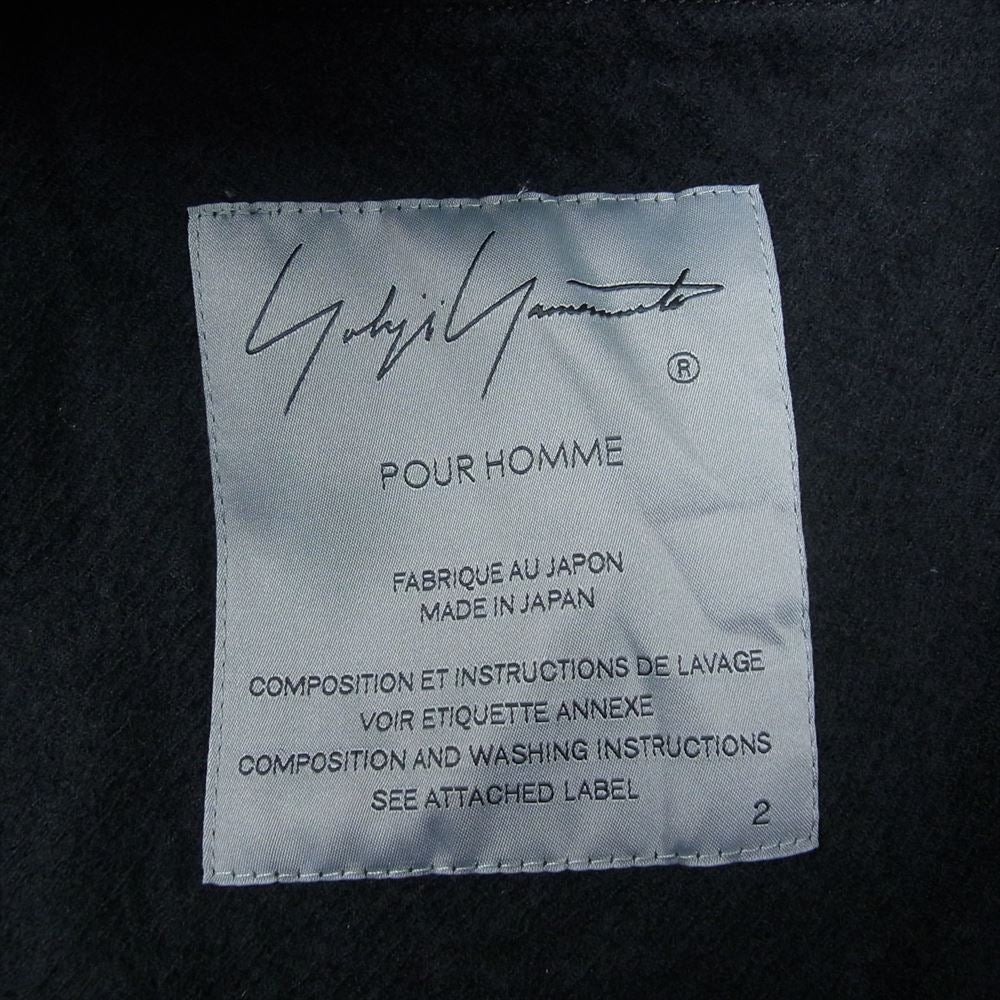 Yohji Yamamoto
®
POUR HOMME
FABRIQUE AU JAPON
MADE IN JAPAN
COMPOSITION ET INSTRUCTIONS DE LAVAGE
VOIR ETIQUETTE ANNEXE
COMPOSITION AND WASHING INSTRUCTIONS
SEE ATTACHED LABEL
2